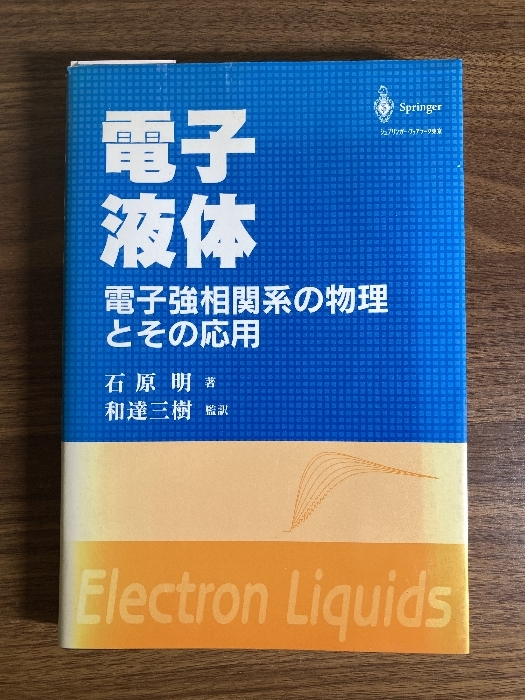 Springer
シュプリンガー・フェアラーク東京
電子
液体
電子強相関系の物理
とその応用
石原 明 著
和達三樹 監訳
Electron Liquids